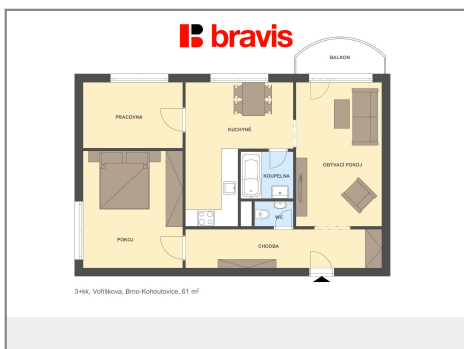 bravis
BALKON
PRACOVNA
KUCHYNĚ
OBÝVACÍ POKOJ
KOUPELNA
WC
POKOJ
CHODBA
3+kk, Voříškova, Brno-Kohoutovice, 61 m²